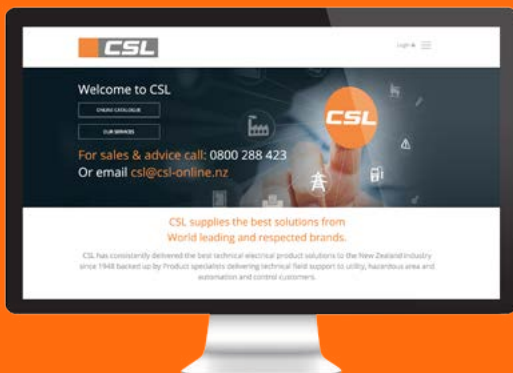 CSL
Login
Welcome to CSL
ONLINE CATALOGUE
OUR SERVICES
CSL
For sales & advice call: 0800 288 423
Or email csl@csl-online.nz
CSL supplies the best solutions from
World leading and respected brands.
CSL has consistently delivered the best technical electrical product solutions to the New Zealand industry
since 1948 backed up by Product specialists delivering technical field support to utility, hazardous area and
automation and control customers.